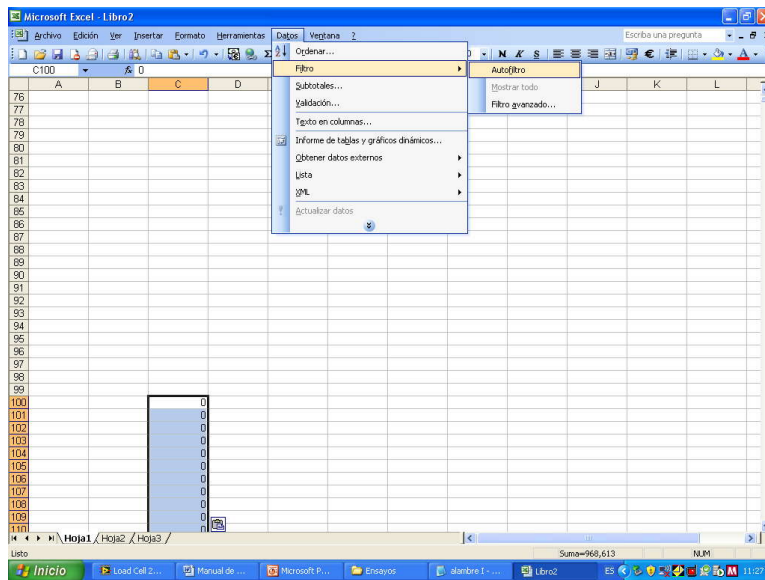 Microsoft Excel - Libro2
Archivo Edición Ver Insertar Formato Herramientas Datos Ventana ? Escriba una pregunta
N K S
C100 fx 0
A B C D J K L
Ordenar...
Filtro
Subtotales...
Validación...
Texto en columnas...
Informe de tablas y gráficos dinámicos...
Obtener datos externos
Lista
XML
Actualizar datos
Autofiltro
Mostrar todo
Filtro avanzado...
76
77
78
79
80
81
82
83
84
85
86
87
88
89
90
91
92
93
94
95
96
97
98
99
100 0
101 0
102 0
103 0
104 0
105 0
106 0
107 0
108 0
109 0
110 0
Hoja1 Hoja2 Hoja3
Listo Suma=968,613 NUM
Inicio Load Cell 2... Manual de ... Microsoft P... Ensayos alambre I - ... Libro2 ES 11:27